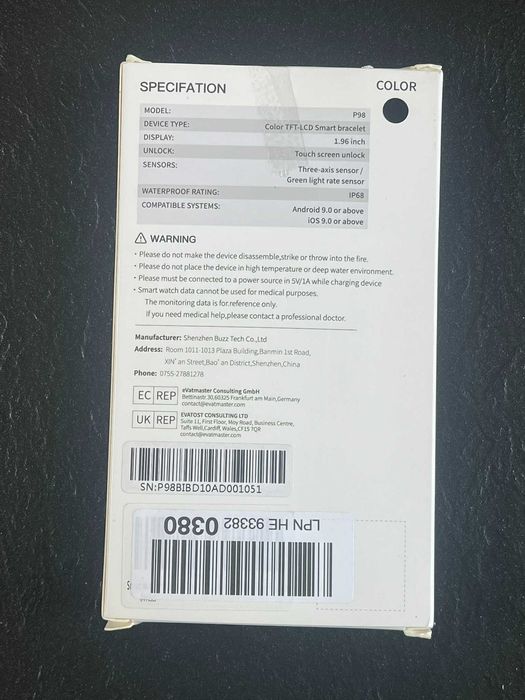 SPECIFATION
COLOR
MODEL: P98
DEVICE TYPE: Color TFT-LCD Smart bracelet
DISPLAY: 1.96 inch
UNLOCK: Touch screen unlock
SENSORS: Three-axis sensor /
Green light rate sensor
WATERPROOF RATING: IP68
COMPATIBLE SYSTEMS: Android 9.0 or above
iOS 9.0 or above
WARNING
· Please do not make the device disassemble,strike or throw into the fire.
· Please do not place the device in high temperature or deep water environment.
· Please must be connected to a power source in 5V/1A while charging device
· Smart watch data cannot be used for medical purposes.
The monitoring data is for.reference only.
If you need medical help,please contact a professional doctor.
Manufacturer: Shenzhen Buzz Tech Co.,Ltd
Address: Room 1011-1013 Plaza Building,Banmin 1st Road,
XIN' an Street,Bao' an District,Shenzhen,China
Phone: 0755-27881278
EC REP
eVatmaster Consulting GmbH
Bettinastr.30,60325 Frankfurt am Main,Germany
contact@evatmaster.com
UK REP
EVATOST CONSULTING LTD
Suite 11, First Floor, Moy Road, Business Centre,
Taffs Well,Cardiff, Wales,CF15 7QR
contact@evatmaster.com
SN:P98BIBD10AD001051
LPN HE 93382 0380